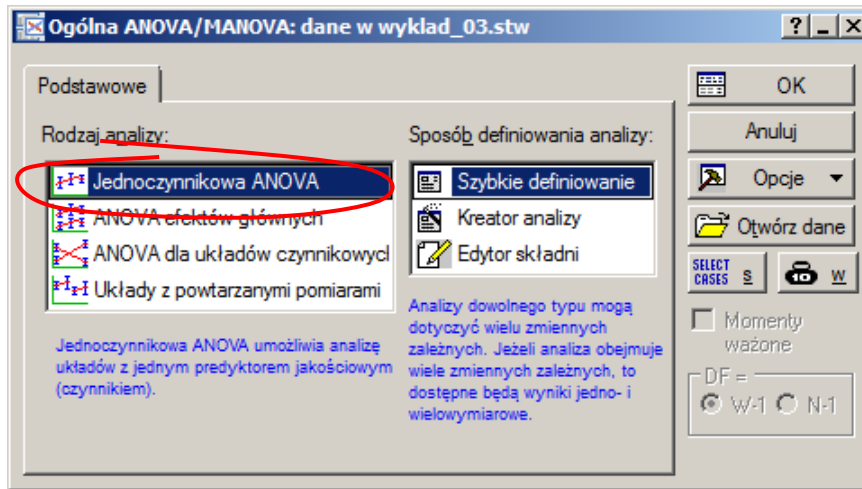 Ogólna ANOVA/MANOVA: dane w wyklad_03.stw
Podstawowe
Rodzaj analizy:
Jednoczynnikowa ANOVA
ANOVA efektów głównych
ANOVA dla układów czynnikowycl
Układy z powtarzanymi pomiarami
Jednoczynnikowa ANOVA umożliwia analizę
układów z jednym predyktorem jakościowym
(czynnikiem).
Sposób definiowania analizy:
Szybkie definiowanie
Kreator analizy
Edytor składni
Analizy dowolnego typu mogą
dotyczyć wielu zmiennych
zależnych. Jeżeli analiza obejmuje
wiele zmiennych zależnych, to
dostępne będą wyniki jedno- i
wielowymiarowe.
OK
Anuluj
Opcje
Otwórz dane
SELECT
CASES S
W
Momenty
ważone
DF =
W-1 N-1